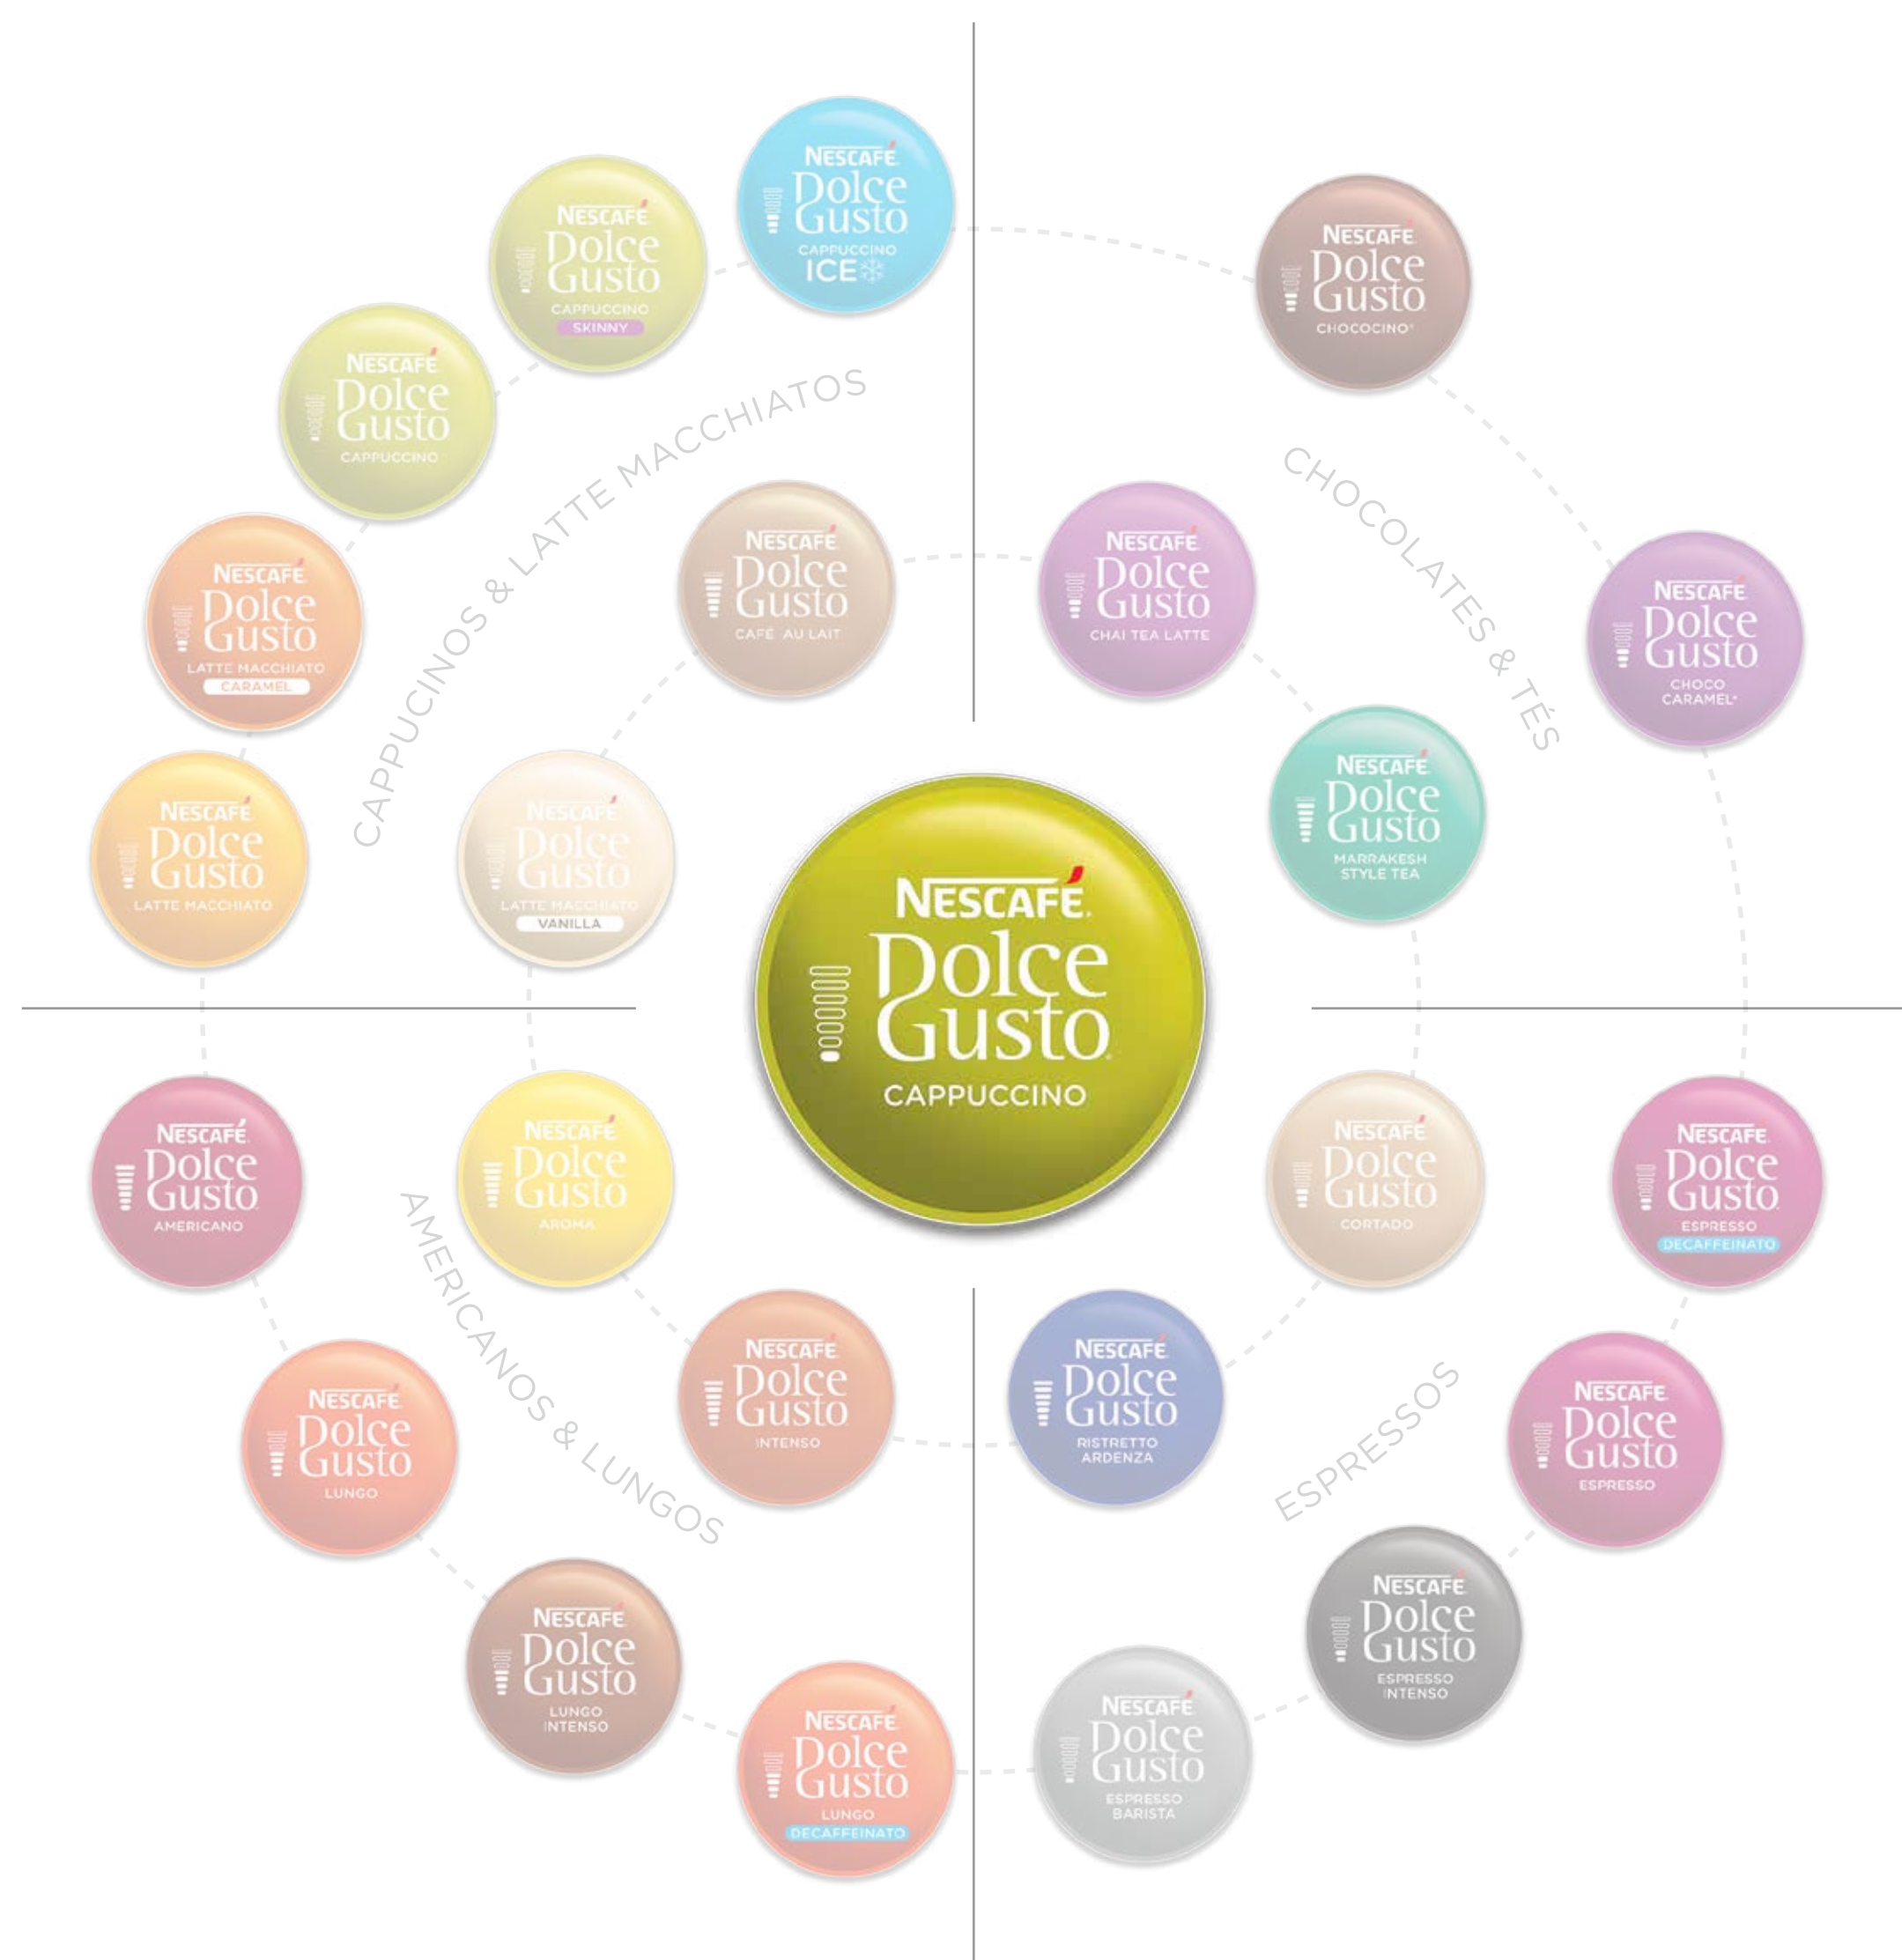 NESCAFÉ
Dolce
Gusto
CAPPUCCINO
ICE
NESCAFÉ
Dolce
Gusto
CAPPUCCINO
SKINNY
NESCAFÉ
Dolce
Gusto
CAPPUCCINO
NESCAFÉ
Dolce
Gusto
LATTE MACCHIATO
CARAMEL
NESCAFÉ
Dolce
Gusto
LATTE MACCHIATO
CAPPUCINOS & LATTE MACCHIATOS
NESCAFÉ
Dolce
Gusto
CAFÉ AU LAIT
NESCAFÉ
Dolce
Gusto
LATTE MACCHIATO
VANILLA
NESCAFÉ
Dolce
Gusto
CHOCOCINO*
CHOCOLATES & TÉS
NESCAFÉ
Dolce
Gusto
CHAI TEA LATTE
NESCAFÉ
Dolce
Gusto
CHOCO
CARAMEL*
NESCAFÉ
Dolce
Gusto
MARRAKESH
STYLE TEA
NESCAFÉ.
Dolce
Gusto
CAPPUCCINO
NESCAFÉ
Dolce
Gusto
AMERICANO
NESCAFÉ
Dolce
Gusto
AROMA
AMERICANOS & LUNGOS
NESCAFÉ
Dolce
Gusto
INTENSO
NESCAFÉ
Dolce
Gusto
LUNGO
NESCAFÉ
Dolce
Gusto
LUNGO
INTENSO
NESCAFÉ
Dolce
Gusto
LUNGO
DECAFFEINATO
NESCAFÉ
Dolce
Gusto
CORTADO
NESCAFÉ
Dolce
Gusto
ESPRESSO
DECAFFEINATO
NESCAFÉ
Dolce
Gusto
RISTRETTO
ARDENZA
ESPRESSOS
NESCAFÉ
Dolce
Gusto
ESPRESSO
NESCAFÉ
Dolce
Gusto
ESPRESSO
INTENSO
NESCAFÉ
Dolce
Gusto
ESPRESSO
BARISTA